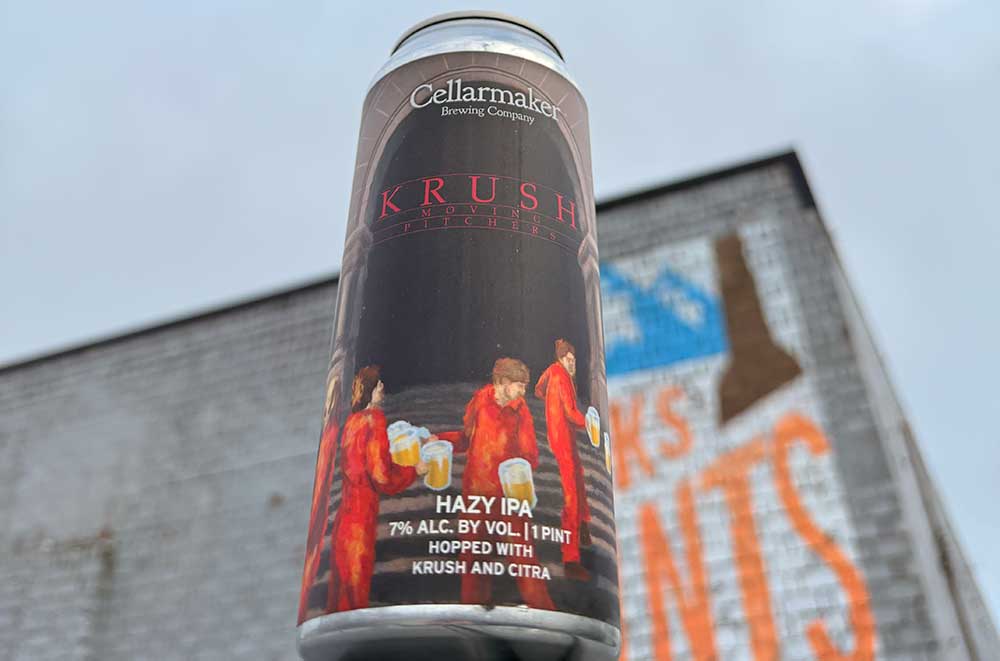 Cellarmaker
Brewing Company
KRUSH
MOVING
PITCHERS
HAZY IPA
7% ALC. BY VOL. | 1 PINT
HOPPED WITH
KRUSH AND CITRA